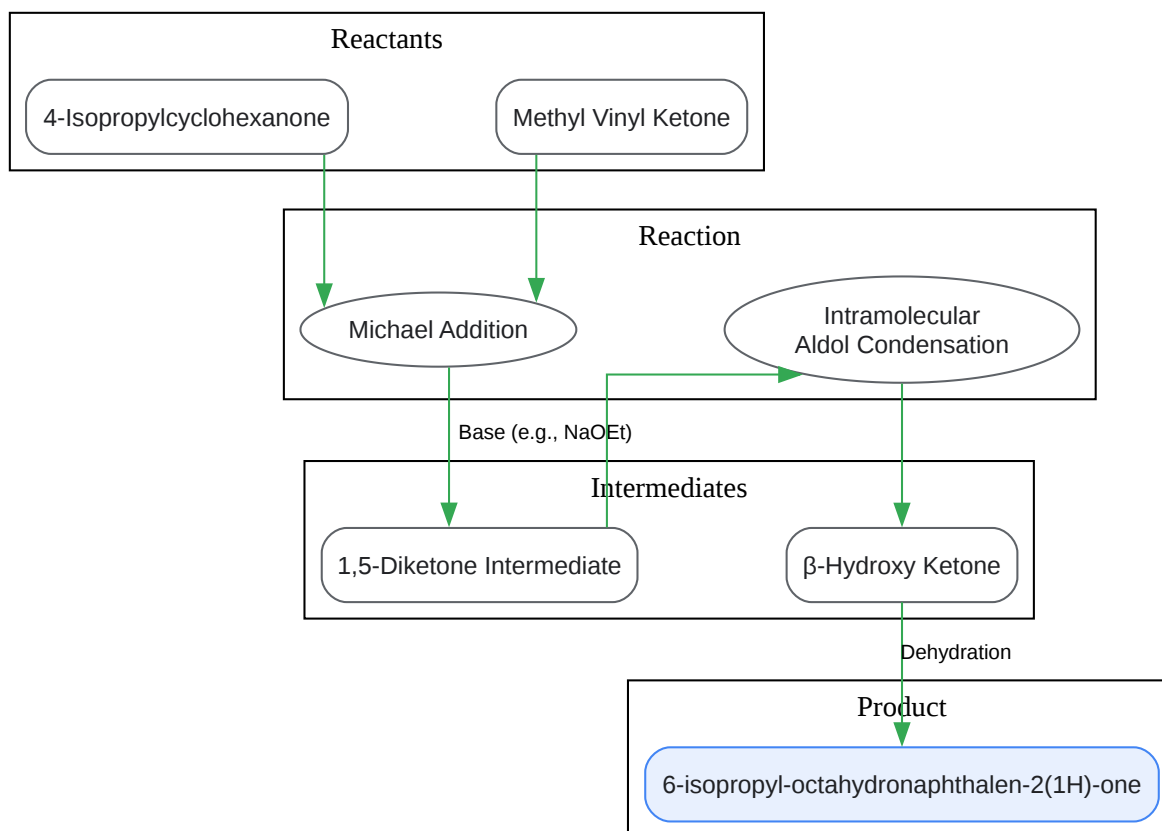 Reactants
4-Isopropylcyclohexanone
Methyl Vinyl Ketone
Reaction
Michael Addition
Intramolecular
Aldol Condensation
Base (e.g., NaOEt)
Intermediates
1,5-Diketone Intermediate
β-Hydroxy Ketone
Dehydration
Product
6-isopropyl-octahydronaphthalen-2(1H)-one